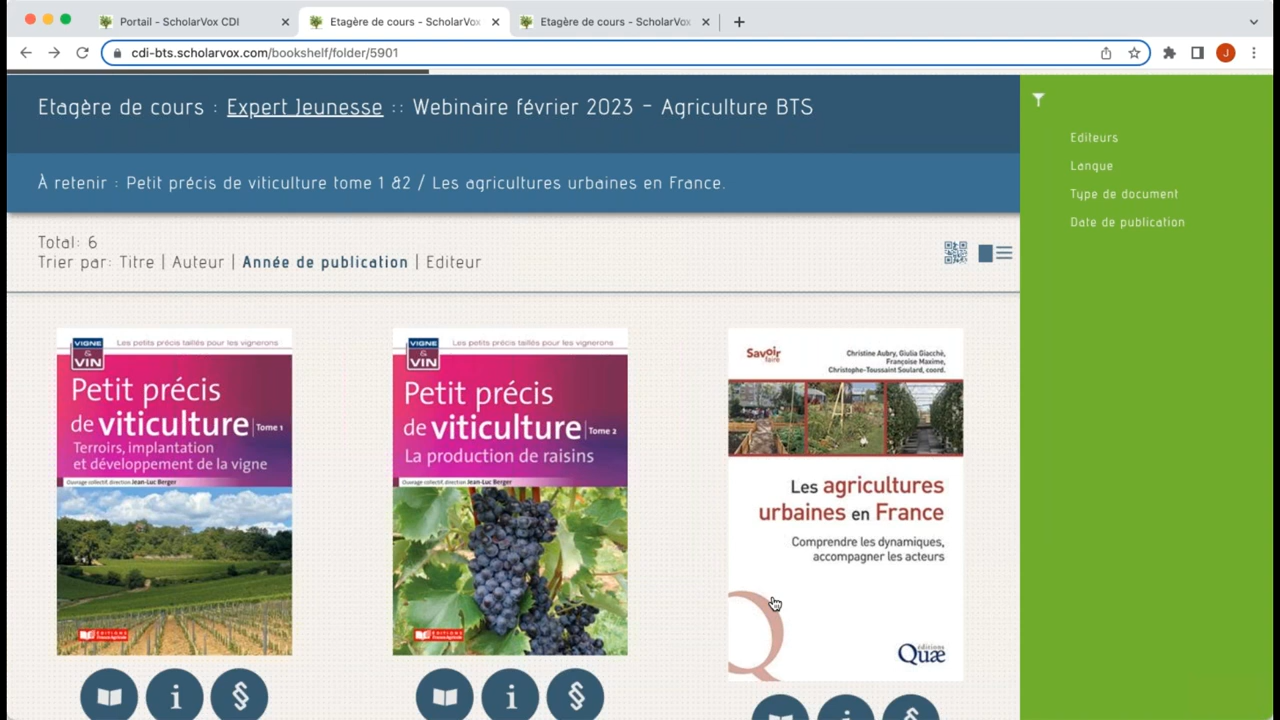 Portail - ScholarVox CDI
Etagère de cours - ScholarVox
Etagère de cours - ScholarVox
cdi-bts.scholarvox.com/bookshelf/folder/5901
J
Etagère de cours : Expert Jeunesse :: Webinaire février 2023 - Agriculture BTS
À retenir : Petit précis de viticulture tome 1 &2 / Les agricultures urbaines en France.
Total: 6
Trier par: Titre | Auteur | Année de publication | Editeur
Editeurs
Langue
Type de document
Date de publication
VIGNE & VIN
Les petits précis taillés pour les vignerons
Petit précis
de viticulture Tome 1
Terroirs, implantation
et développement de la vigne
Ouvrage collectif, direction Jean-Luc Berger
EDITIONS
France Agricole
VIGNE & VIN
Les petits précis taillés pour les vignerons
Petit précis
de viticulture Tome 2
La production de raisins
Ouvrage collectif, direction Jean-Luc Berger
EDITIONS
France Agricole
Savoir faire
Christine Aubry, Giulia Giacchè,
Françoise Maxime,
Christophe-Toussaint Soulard, coord.
Les agricultures
urbaines en France
Comprendre les dynamiques,
accompagner les acteurs
éditions
Quæ
i §
i §